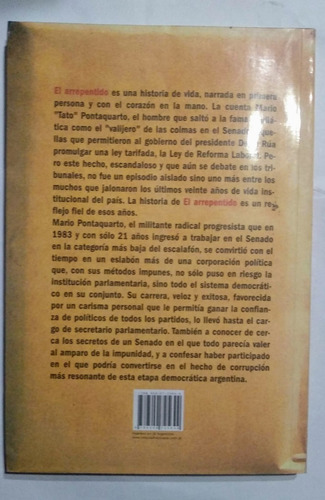 El arrepentido es una historia de vida, narrada en primera
persona y con el corazón en la mano. La cuenta Mario
"Tato" Pontaquarto, el hombre que saltó a la fama
como el "valijero" de las coimas en el Senado,
que permitieron al gobierno del presidente De la Rúa
promulgar una ley tarifada, la Ley de Reforma Laboral. Pe-
ro este hecho, escandaloso y que aún se debate en los tri-
bunales, no fue un episodio aislado sino uno más entre los
muchos que jalonaron los últimos veinte años de vida ins-
titucional del país. La historia de El arrepentido es un re-
flejo fiel de esos años.
Mario Pontaquarto, el militante radical progresista que en
1983 y con sólo 21 años ingresó a trabajar en el Senado
en la categoría más baja del escalafón, se convirtió con el
tiempo en un eslabón más de una corporación política
que, con sus métodos impunes, no sólo puso en riesgo la
institución parlamentaria, sino todo el sistema democráti-
co en su conjunto. Su carrera, veloz y exitosa, favorecida
por un carisma personal que le permitía ganar la confian-
za de políticos de todos los partidos, lo llevó hasta el car-
go de secretario parlamentario. También a conocer de cer-
ca los secretos de un Senado en el que todo parecía valer
al amparo de la impunidad, y a confesar haber participado
en el que podría convertirse en el hecho de corrupción
más resonante de esta etapa democrática argentina.